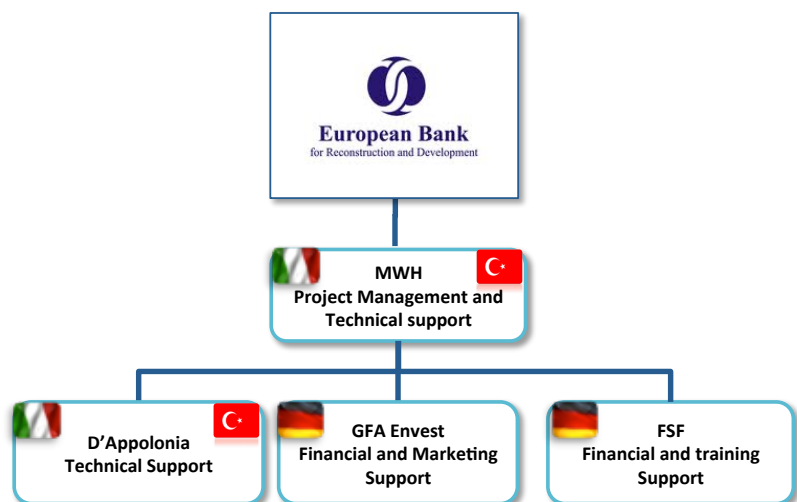 European Bank
for Reconstruction and Development
MWH
Project Management and
Technical support
D’Appolonia
Technical Support
GFA Envest
Financial and Marketing
Support
FSF
Financial and training
Support